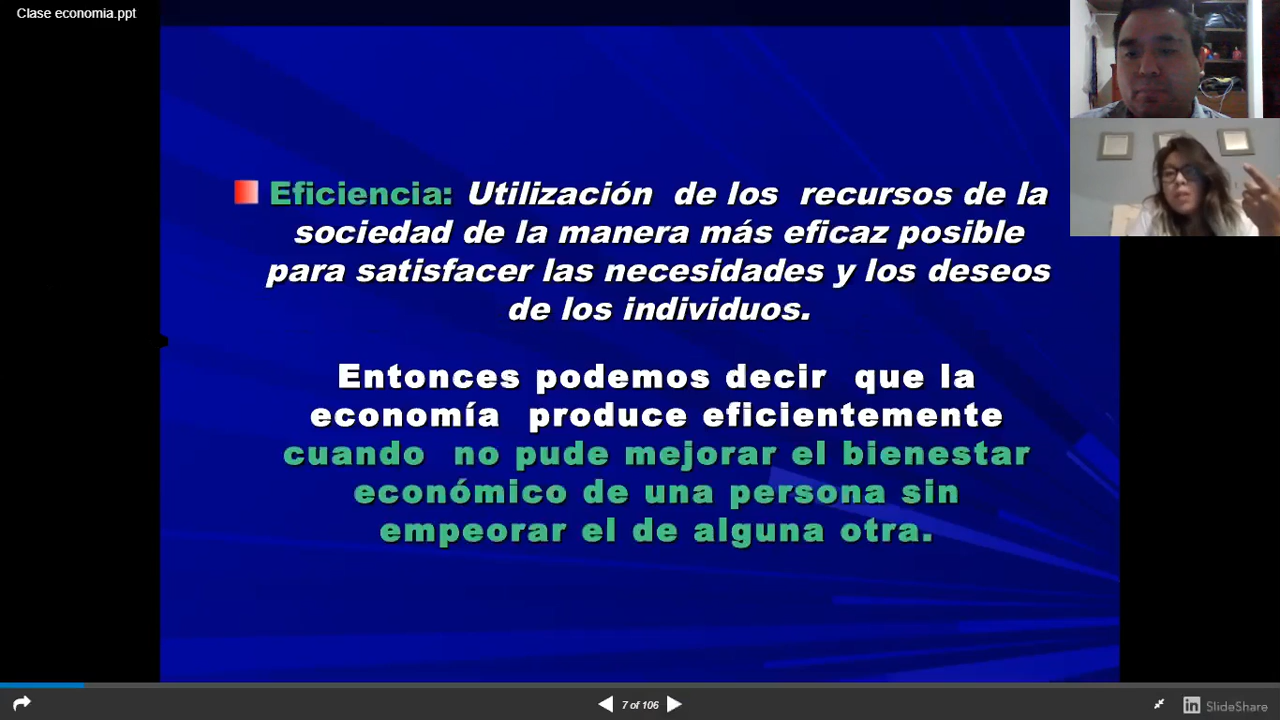 Clase economia.ppt
Eficiencia: Utilización de los recursos de la
sociedad de la manera más eficaz posible
para satisfacer las necesidades y los deseos
de los individuos.
Entonces podemos decir que la
economía produce eficientemente
cuando no pude mejorar el bienestar
económico de una persona sin
empeorar el de alguna otra.
7 of 106
in SlideShare